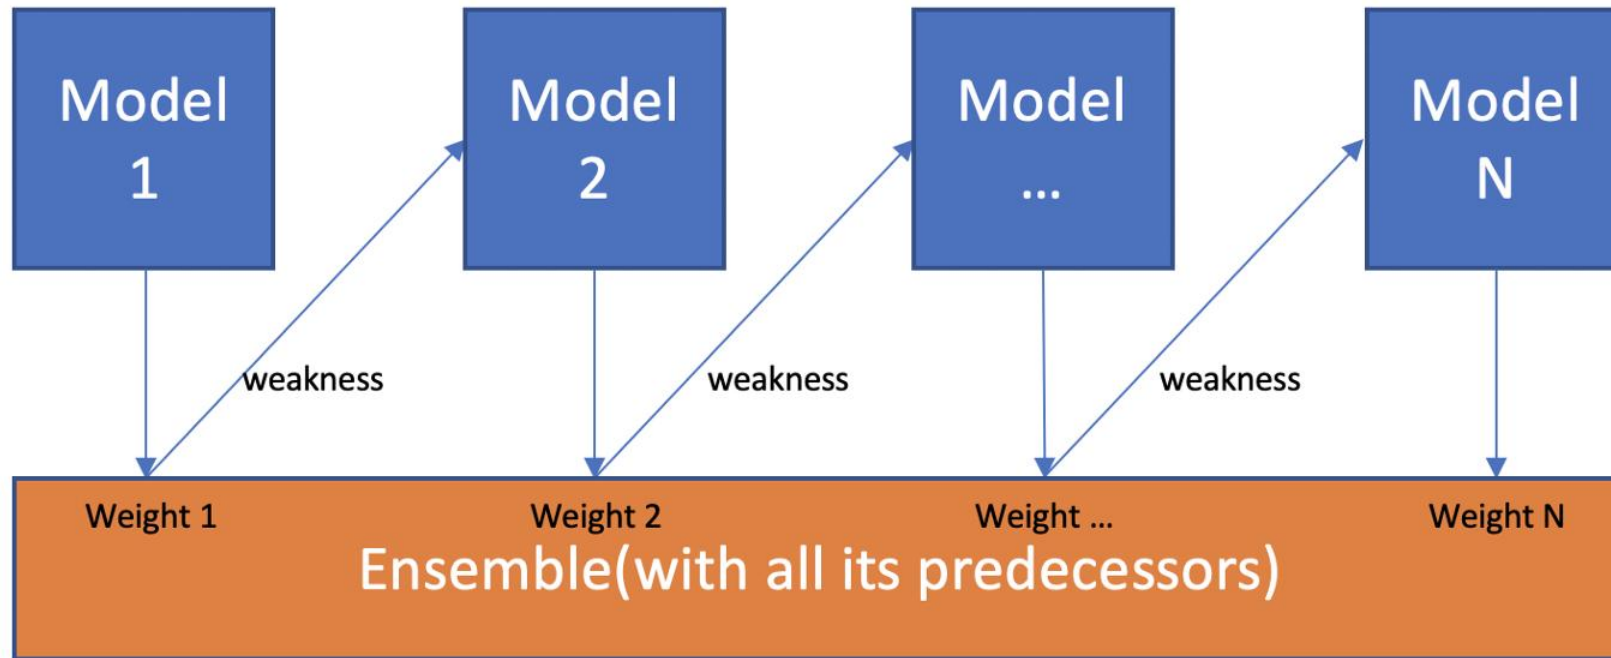 Model
1
Model
2
Model
...
Model
N
weakness
weakness
weakness
Weight 1
Weight 2
Weight ...
Weight N
Ensemble(with all its predecessors)